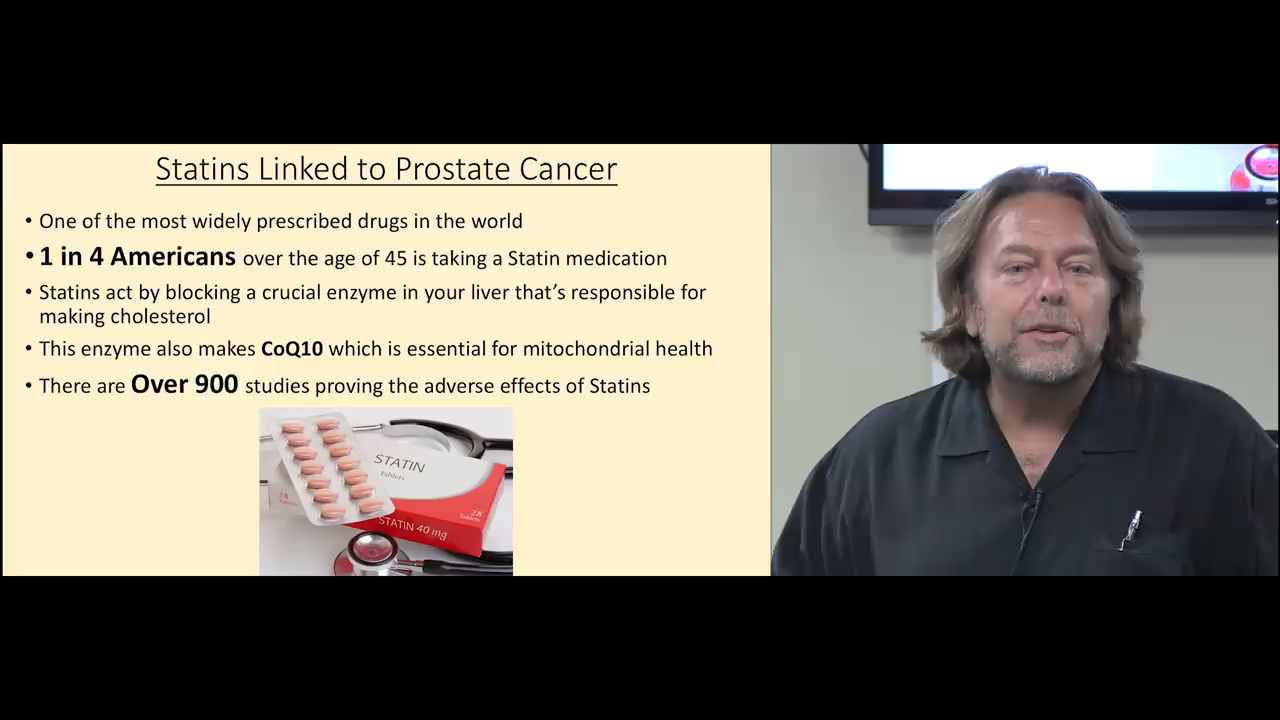 Statins Linked to Prostate Cancer
• One of the most widely prescribed drugs in the world
• 1 in 4 Americans over the age of 45 is taking a Statin medication
• Statins act by blocking a crucial enzyme in your liver that's responsible for
making cholesterol
• This enzyme also makes CoQ10 which is essential for mitochondrial health
• There are Over 900 studies proving the adverse effects of Statins
STATIN
Tablets
28
Tablets
28
Tablets
STATIN 40 mg